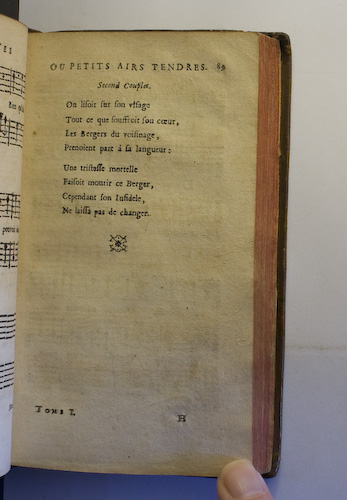 OU PETITS AIRS TENDRES. 89
Second Couplet.
On lisoit sur son visage
Tout ce que souffroit son cœur,
Les Bergers du voisinage,
Prenoient part à sa langueur:
Une tristesse mortelle
Faisoit mourir ce Berger,
Cependant son Infidele,
Ne laissa pas de changer.
TOME I.
H